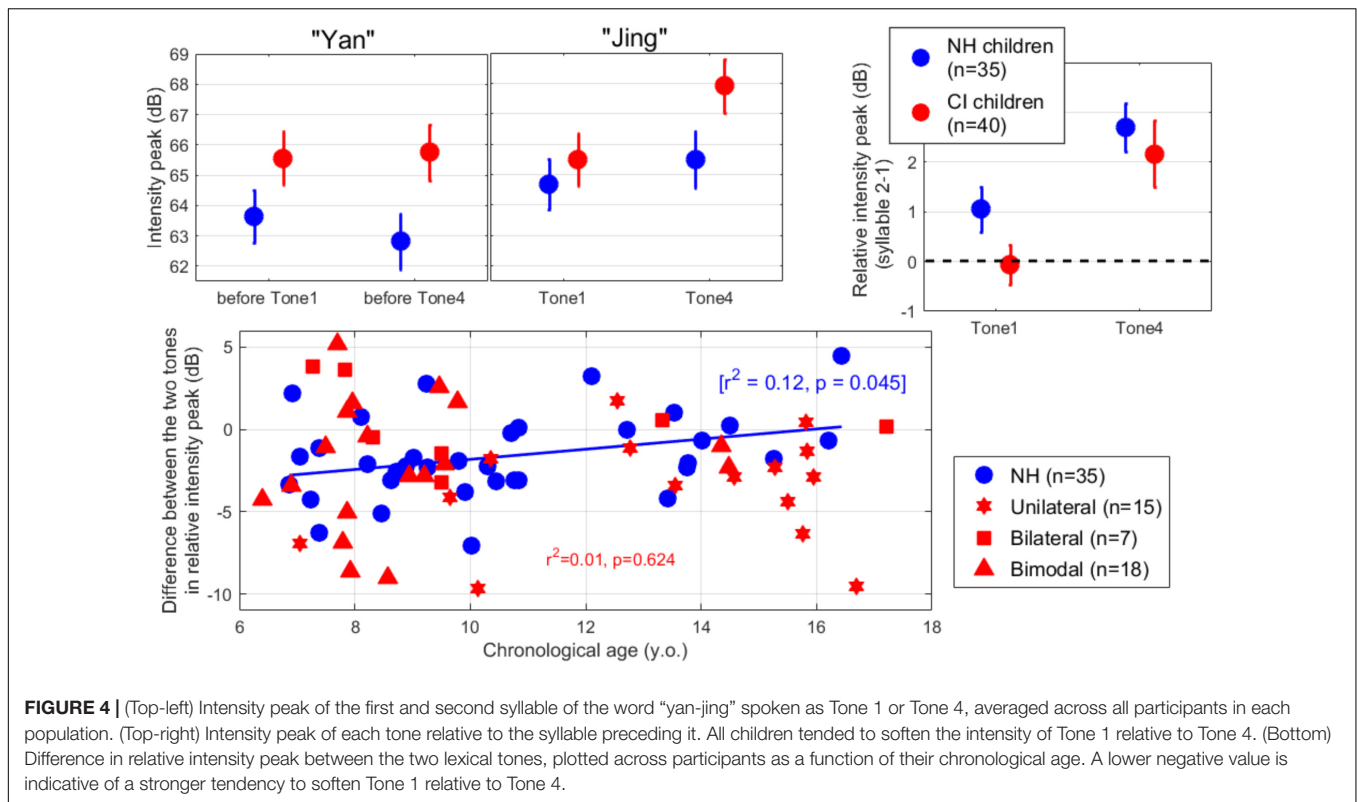 "Yan"
"Jing"
Intensity peak (dB)
69
68
67
66
65
64
63
62
before Tone1
before Tone4
Tone1
Tone4
NH children
(n=35)
CI children
(n=40)
Relative intensity peak
(syllable 2-1)
2
1
0
-1
Tone1
Tone4
Difference between the two tones
in relative intensity peak (dB)
5
0
-5
-10
[r² = 0.12, p = 0.045]
r²=0.01, p=0.624
6
8
10
12
14
16
18
Chronological age (y.o.)
NH (n=35)
Unilateral (n=15)
Bilateral (n=7)
Bimodal (n=18)
FIGURE 4 | (Top-left) Intensity peak of the first and second syllable of the word “yan-jing” spoken as Tone 1 or Tone 4, averaged across all participants in each
population. (Top-right) Intensity peak of each tone relative to the syllable preceding it. All children tended to soften the intensity of Tone 1 relative to Tone 4. (Bottom)
Difference in relative intensity peak between the two lexical tones, plotted across participants as a function of their chronological age. A lower negative value is
indicative of a stronger tendency to soften Tone 1 relative to Tone 4.